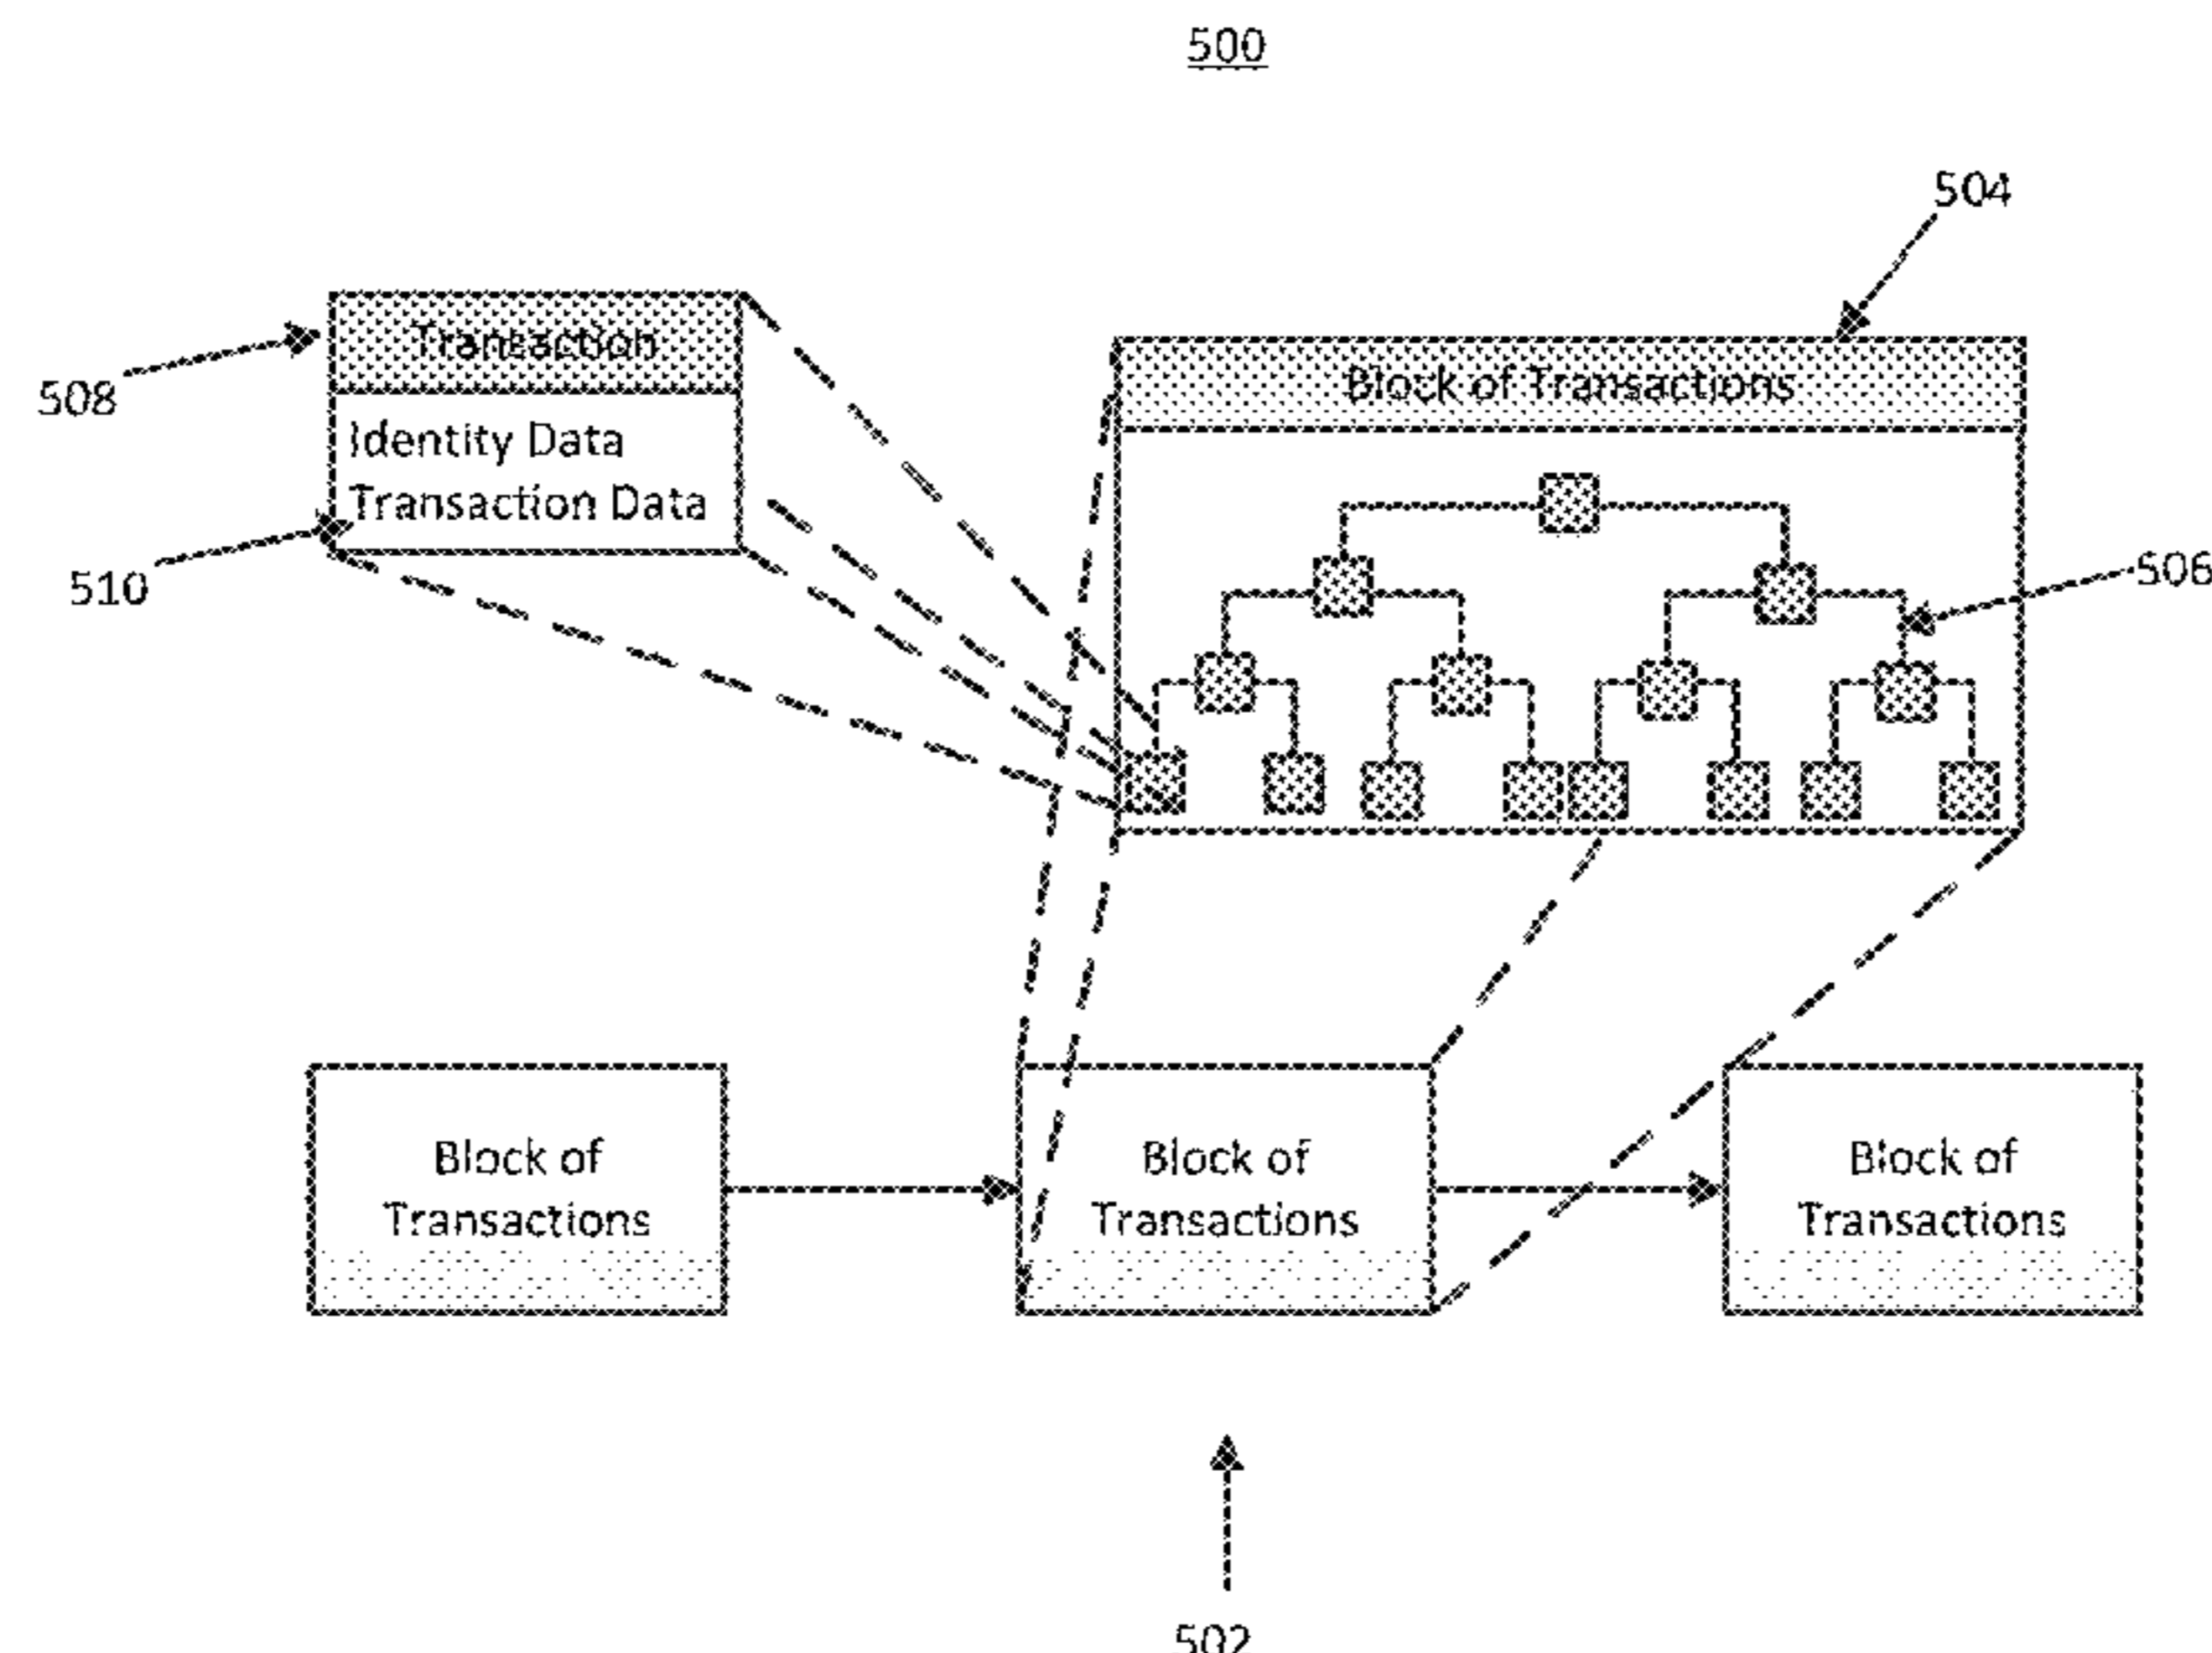 500
504
Transaction
508
Block of Transactions
Identity Data
Transaction Data
510
506
Block of
Transactions
Block of
Transactions
Block of
Transactions
502